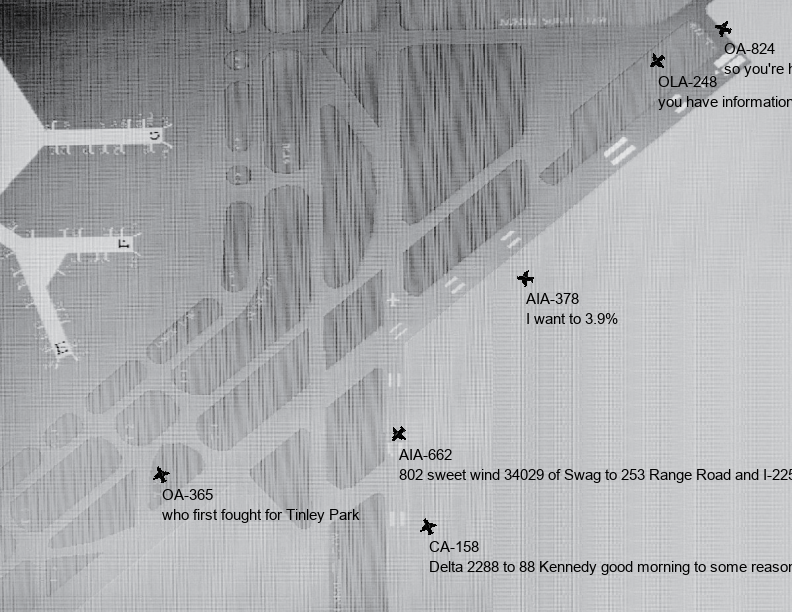 OA-824
so you're h
OLA-248
you have information
AIA-378
I want to 3.9%
AIA-662
802 sweet wind 34029 of Swag to 253 Range Road and I-225
OA-365
who first fought for Tinley Park
CA-158
Delta 2288 to 88 Kennedy good morning to some reason